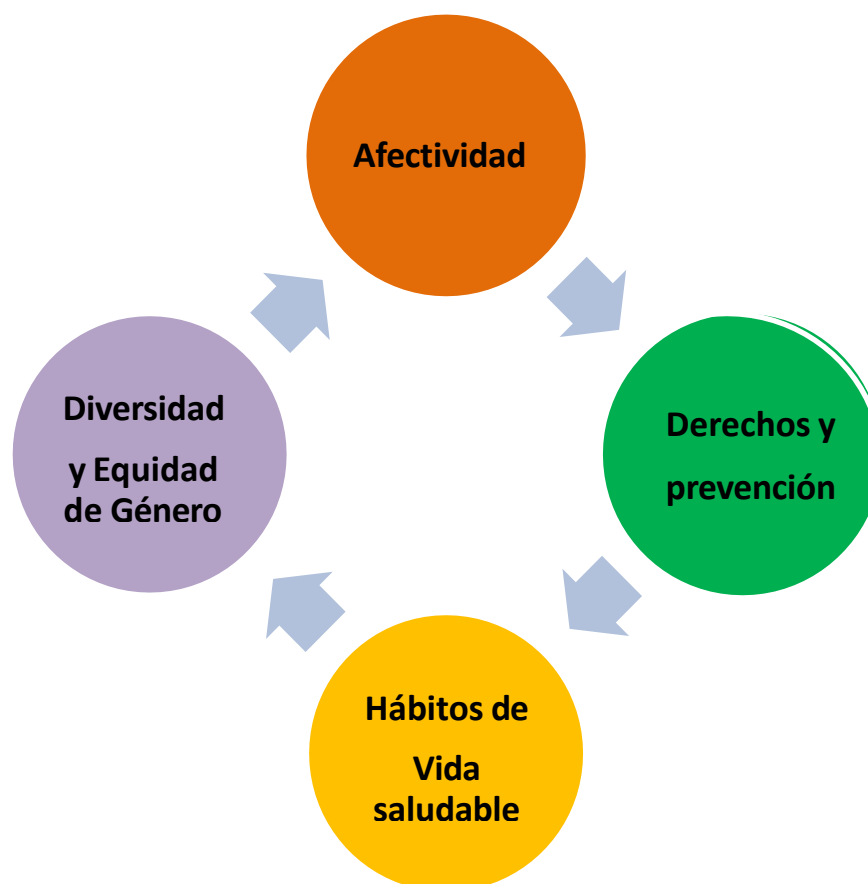 Afectividad
Derechos y
prevención
Hábitos de
Vida
saludable
Diversidad
y Equidad
de Género